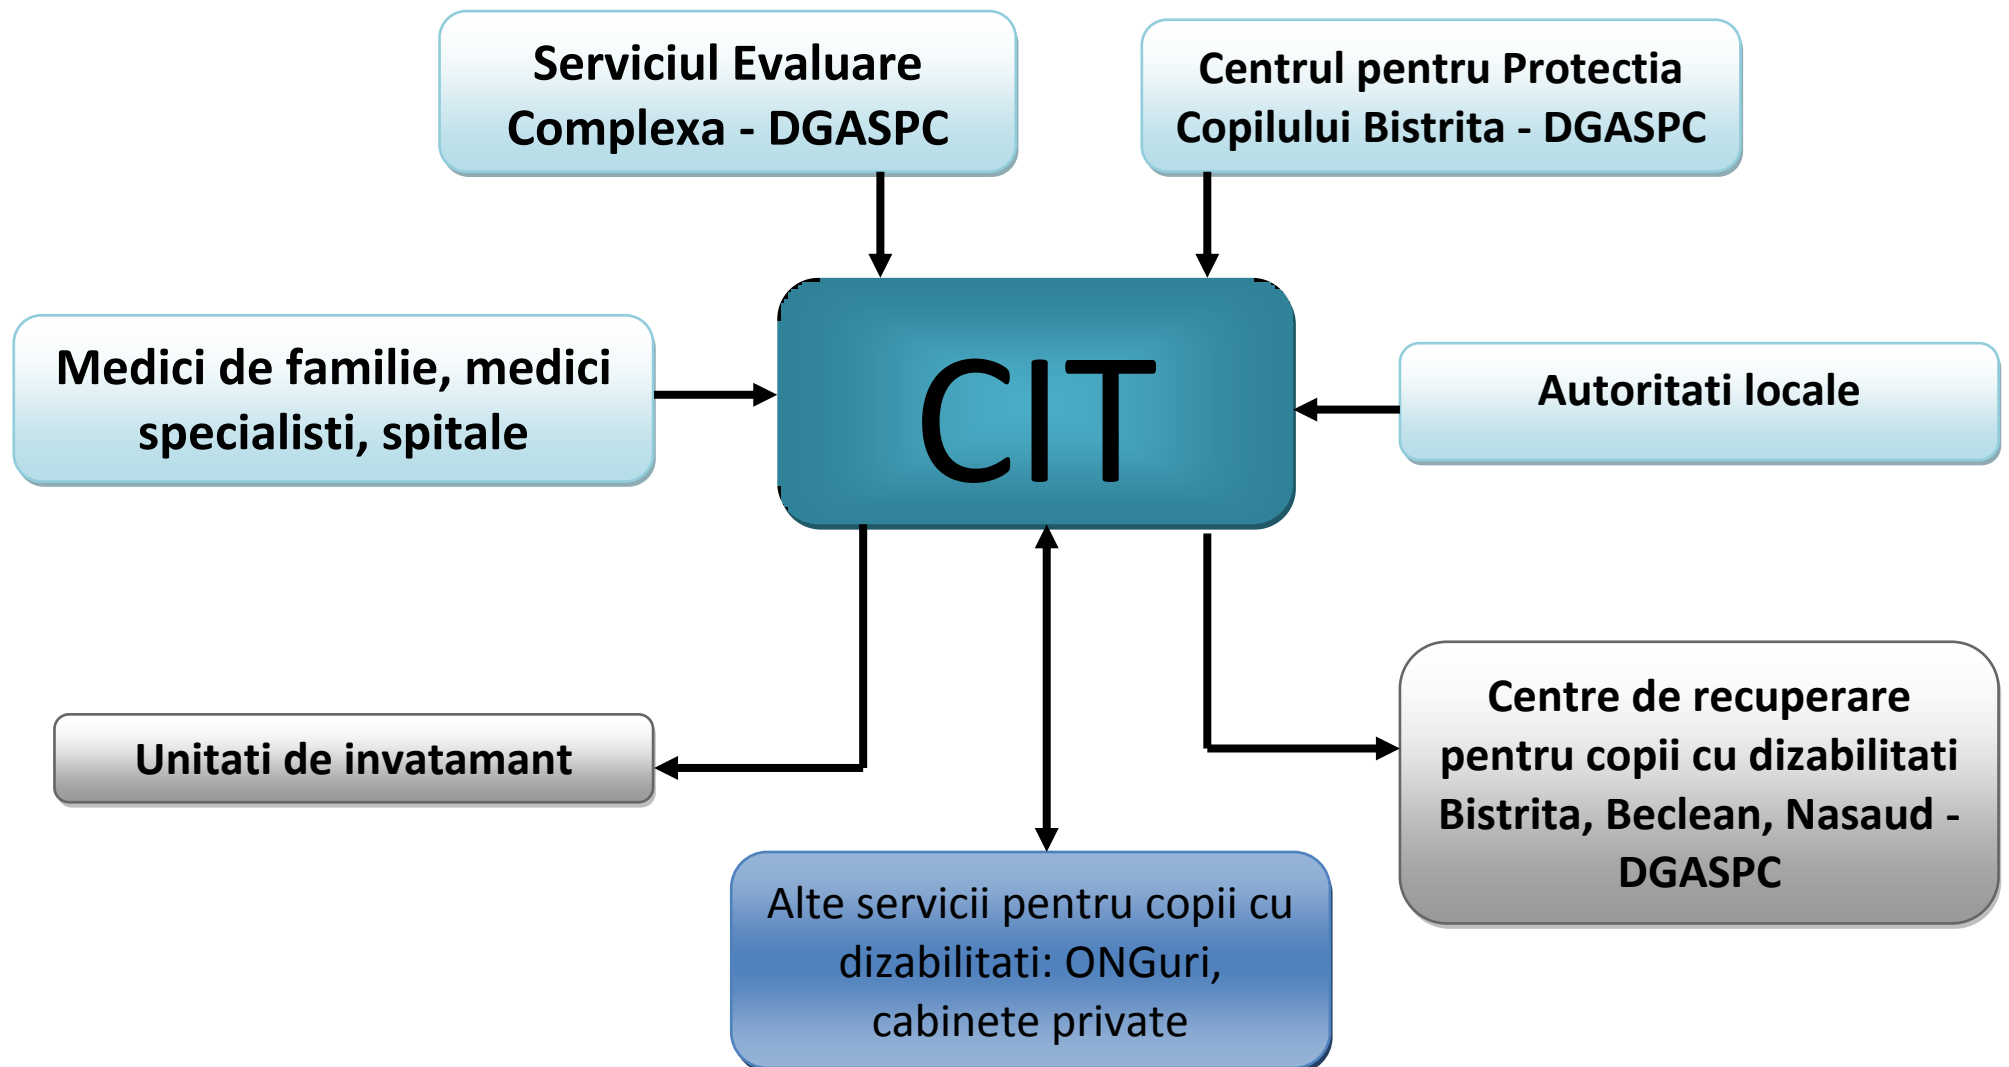 Serviciul Evaluare
Complexa - DGASPC
Centrul pentru Protectia
Copilului Bistrita - DGASPC
Medici de familie, medici
specialisti, spitale
CIT
Autoritati locale
Unitati de invatamant
Centre de recuperare
pentru copii cu dizabilitati
Bistrita, Beclean, Nasaud -
DGASPC
Alte servicii pentru copii cu
dizabilitati: ONGuri,
cabinete private